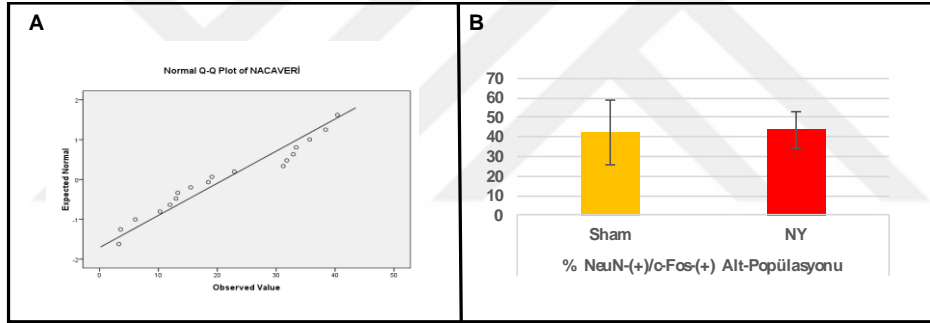 A
Normal Q-Q Plot of NACAVERİ
2
1
0
-1
-2
Expected Normal
0 10 20 30 40 50
Observed Value
B
70
60
50
40
30
20
10
0
Sham NY
% NeuN-(+)/c-Fos-(+) Alt-Popülasyonu